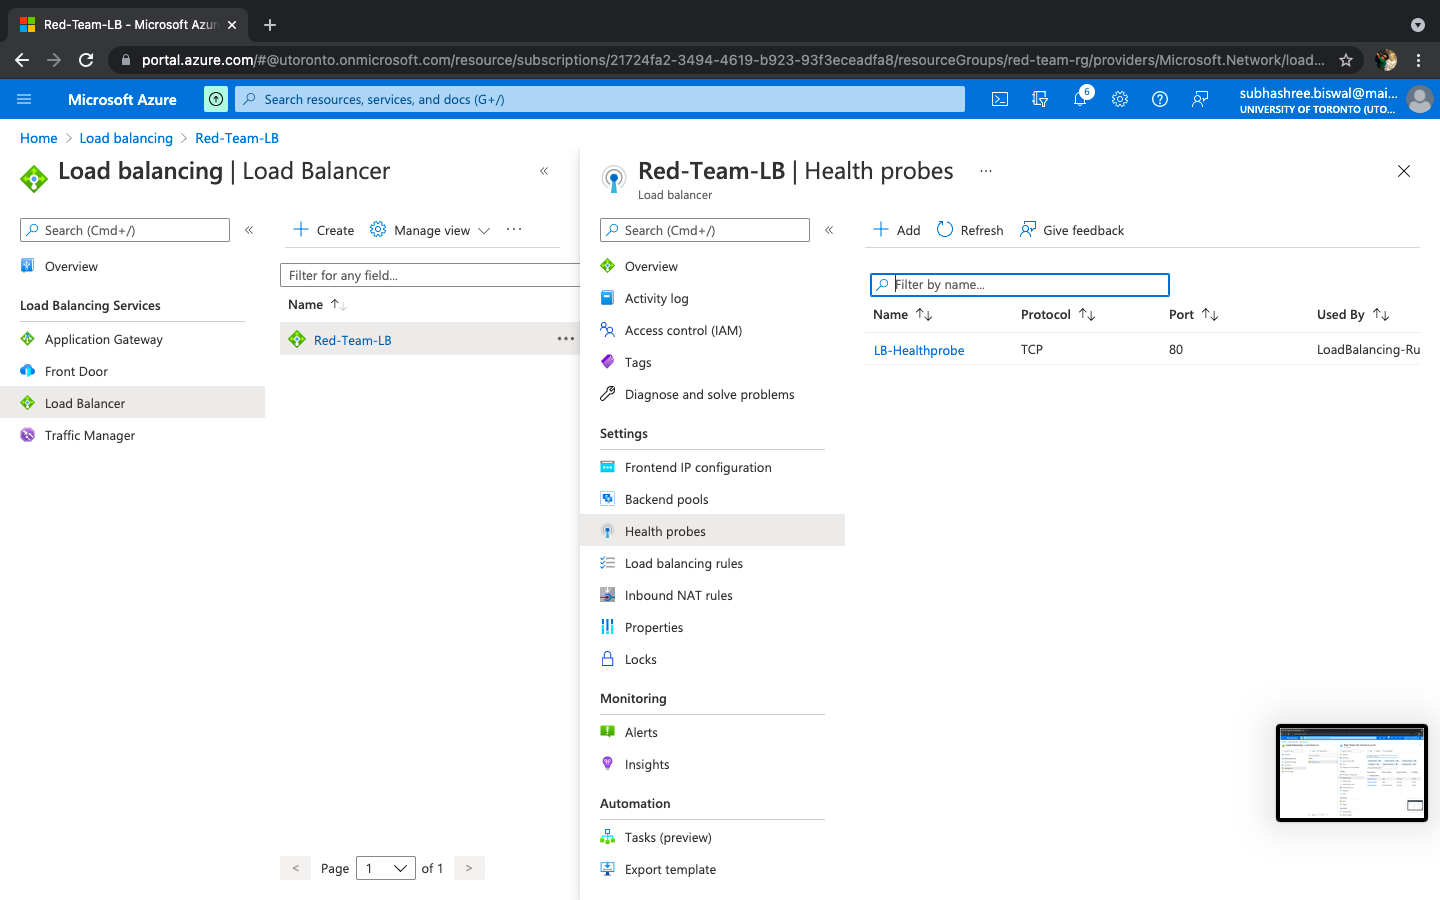 Red-Team-LB - Microsoft Azur
portal.azure.com/#@utoronto.onmicrosoft.com/resource/subscriptions/21724fa2-3494-4619-b923-93f3eceadfa8/resourceGroups/red-team-rg/providers/Microsoft.Network/load...
Microsoft Azure
Search resources, services, and docs (G+/)
6
subhashree.biswal@mai...
UNIVERSITY OF TORONTO (UTO...
Home > Load balancing > Red-Team-LB
Load balancing | Load Balancer
Search (Cmd+/)
Overview
Load Balancing Services
Application Gateway
Front Door
Load Balancer
Traffic Manager
Create
Manage view
Filter for any field...
Name
Red-Team-LB
< Page 1 of 1 >
Red-Team-LB | Health probes
Load balancer
Search (Cmd+/)
Overview
Activity log
Access control (IAM)
Tags
Diagnose and solve problems
Settings
Frontend IP configuration
Backend pools
Health probes
Load balancing rules
Inbound NAT rules
Properties
Locks
Monitoring
Alerts
Insights
Automation
Tasks (preview)
Export template
Add
Refresh
Give feedback
Filter by name...
Name Protocol Port Used By
LB-Healthprobe TCP 80 LoadBalancing-Ru